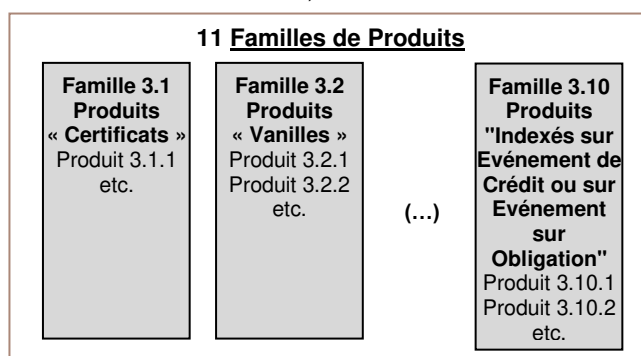 11 Familles de Produits
Famille 3.1
Produits
« Certificats »
Produit 3.1.1
etc.
Famille 3.2
Produits
« Vanilles »
Produit 3.2.1
Produit 3.2.2
etc.
(…)
Famille 3.10
Produits
"Indexés sur
Evénement de
Crédit ou sur
Evénement
sur
Obligation"
Produit 3.10.1
Produit 3.10.2
etc.